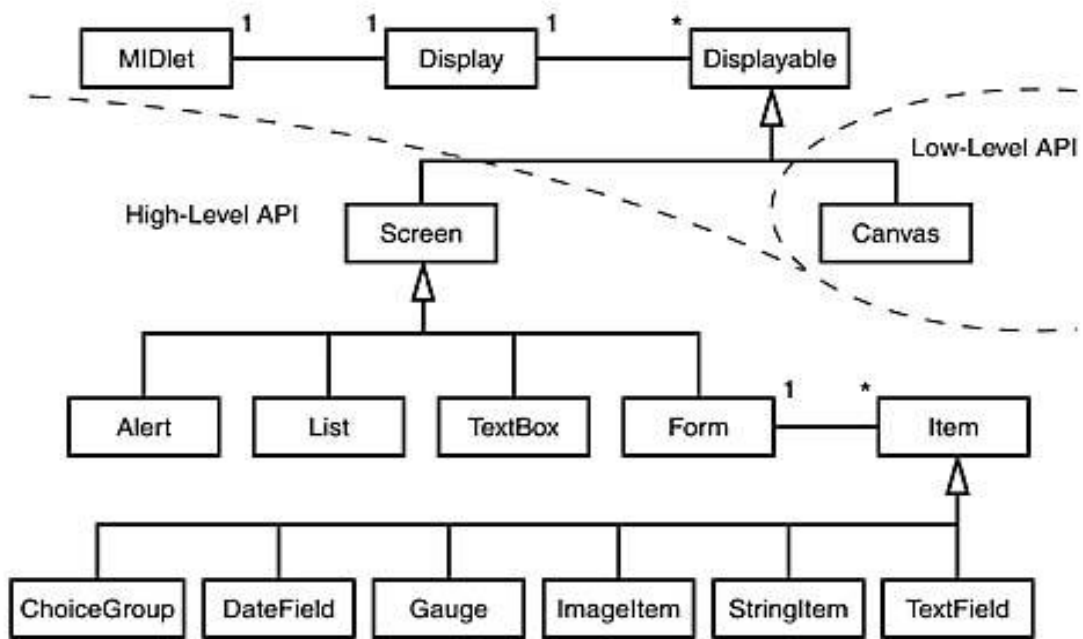 1 1 1 *
MIDlet Display Displayable
Low-Level API
High-Level API
Screen Canvas
1 *
Alert List TextBox Form Item
ChoiceGroup DateField Gauge ImageItem StringItem TextField